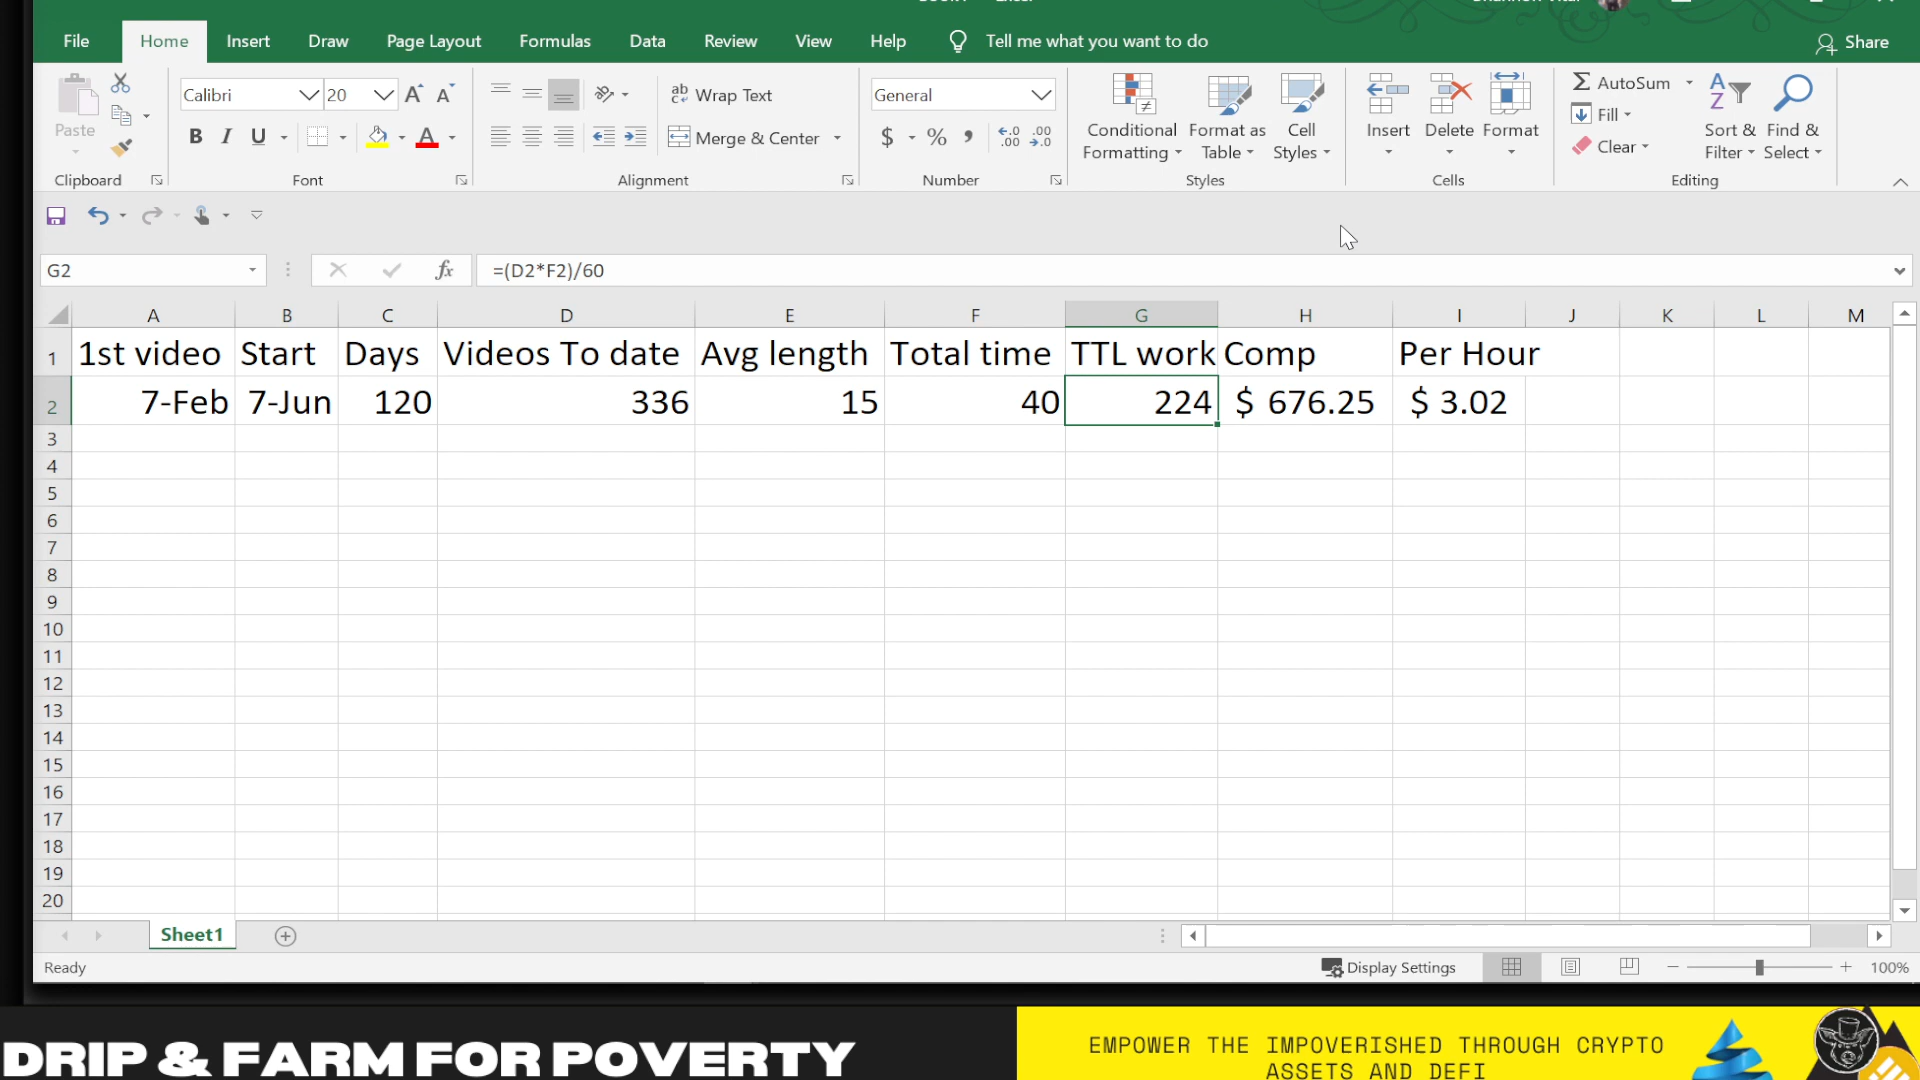 File Home Insert Draw Page Layout Formulas Data Review View Help Tell me what you want to do Share
Calibri 20 Wrap Text General AutoSum
Paste Conditional Format as Cell Insert Delete Format Fill Sort & Find &
B I U Merge & Center $ % Formatting Table Styles Clear Filter Select
Clipboard Font Alignment Number Styles Cells Editing
G2 fx =(D2*F2)/60
A B C D E F G H I J K L M
1 1st video Start Days Videos To date Avg length Total time TTL work Comp Per Hour
2 7-Feb 7-Jun 120 336 15 40 224 $ 676.25 $ 3.02
3
4
5
6
7
8
9
10
11
12
13
14
15
16
17
18
19
20
Sheet1
Ready Display Settings 100%
DRIP & FARM FOR POVERTY
EMPOWER THE IMPOVERISHED THROUGH CRYPTO
ASSETS AND DEFI